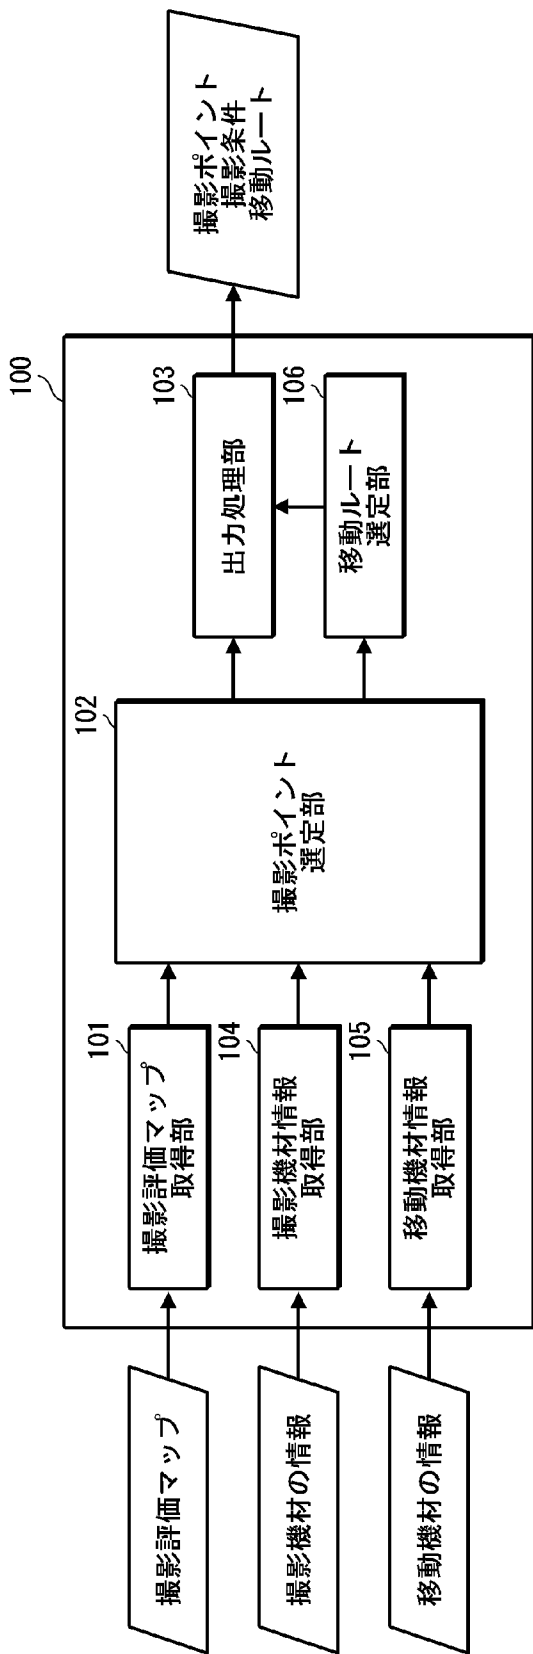 撮影評価マップ
撮影機材の情報
移動機材の情報
100
101
撮影評価マップ
取得部
104
撮影機材情報
取得部
105
移動機材情報
取得部
102
撮影ポイント
選定部
103
出力処理部
106
移動ルート
選定部
撮影ポイント
撮影条件
移動ルート